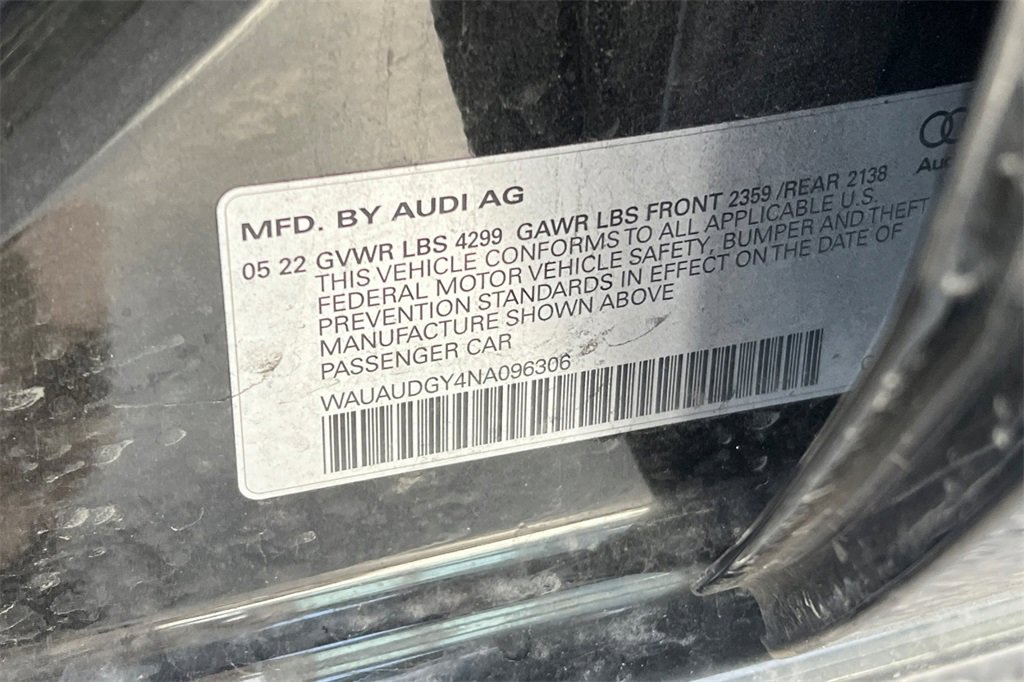 MFD. BY AUDI AG
05 22 GVWR LBS 4299 GAWR LBS FRONT 2359 /REAR 2138
THIS VEHICLE CONFORMS TO ALL APPLICABLE U.S.
FEDERAL MOTOR VEHICLE SAFETY, BUMPER AND THEFT
PREVENTION STANDARDS IN EFFECT ON THE DATE OF
MANUFACTURE SHOWN ABOVE
PASSENGER CAR
WAUAUDGY4NA096306